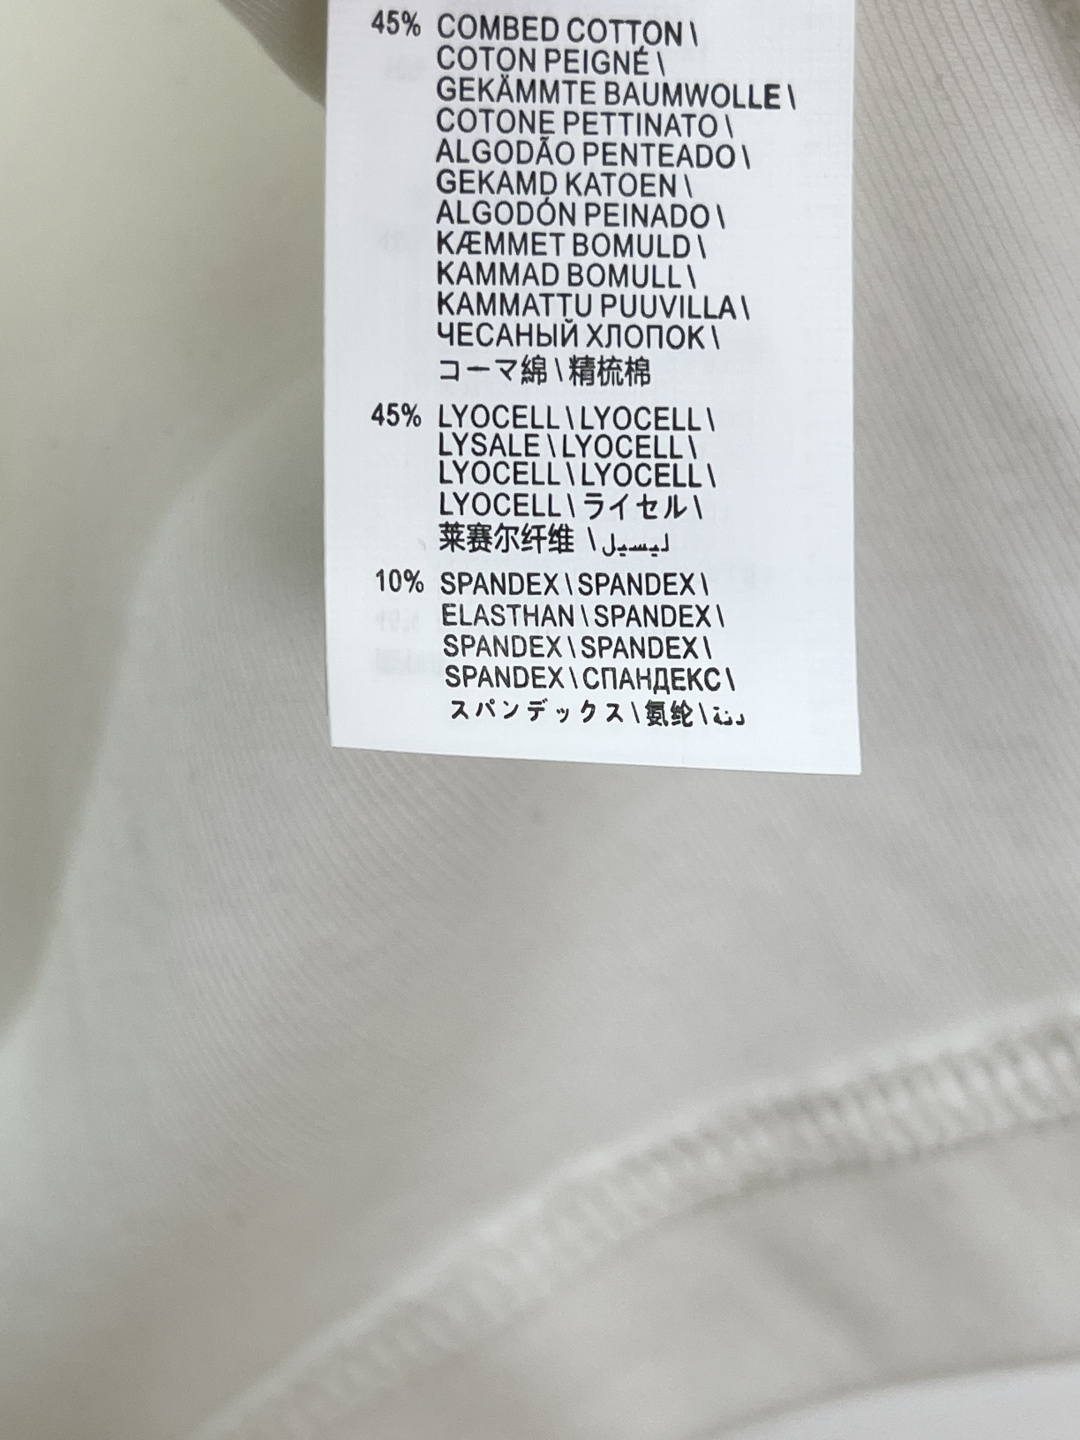 45% COMBED COTTON \
COTON PEIGNÉ \
GEKÄMMTE BAUMWOLLE \
COTONE PETTINATO \
ALGODÃO PENTEADO \
GEKAMD KATOEN \
ALGODÓN PEINADO \
KÆMMET BOMULD \
KAMMAD BOMULL \
KAMMATTU PUUVILLA \
ЧЕСАНЫЙ ХЛОПОК \
コーマ綿 \ 精梳棉
45% LYOCELL \ LYOCELL \
LYSALE \ LYOCELL \
LYOCELL \ LYOCELL \
LYOCELL \ ライセル \
莱赛尔纤维 \ ليسيل
10% SPANDEX \ SPANDEX \
ELASTHAN \ SPANDEX \
SPANDEX \ SPANDEX \
SPANDEX \ СПАНДЕКС \
スパンデックス \ 氨纶 \